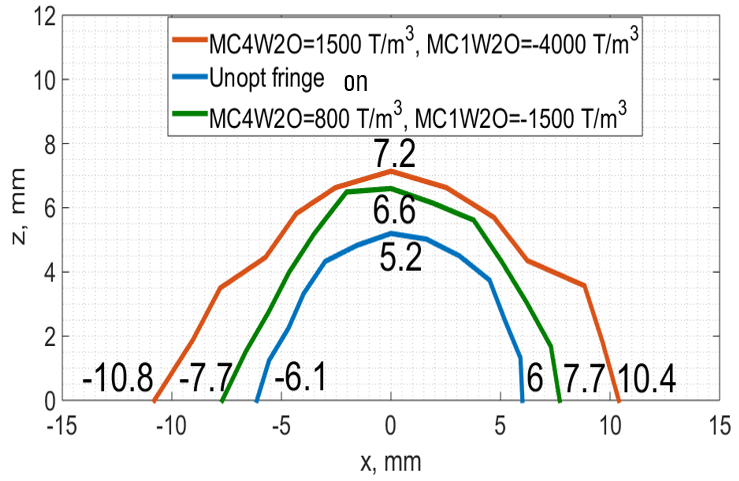 12
10
8
6
4
2
0
z, mm
MC4W2O=1500 T/m³, MC1W2O=-4000 T/m³
Unopt fringe on
MC4W2O=800 T/m³, MC1W2O=-1500 T/m³
7.2
6.6
5.2
-10.8 -7.7 -6.1 6 7.7 10.4
-15 -10 -5 0 5 10 15
x, mm